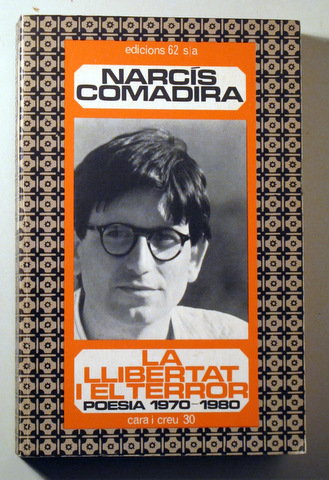 edicions 62 s|a
NARCÍS
COMADIRA
LA
LLIBERTAT
I EL TERROR
POESIA 1970-1980
cara i creu 30